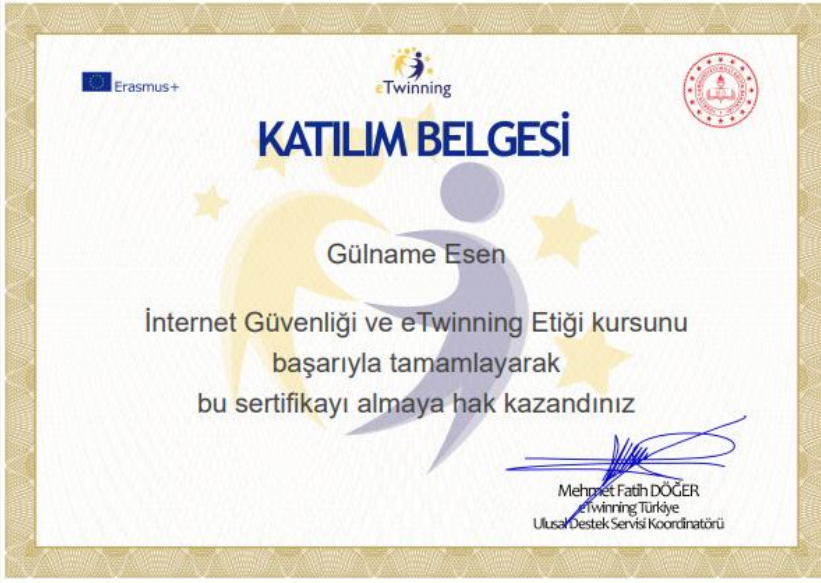 Erasmus+
eTwinning
KATILIM BELGESİ
Gülname Esen
İnternet Güvenliği ve eTwinning Etiği kursunu
başarıyla tamamlayarak
bu sertifikayı almaya hak kazandınız
Mehmet Fatih DÖĞER
eTwinning Türkiye
Ulusal Destek Servisi Koordinatörü